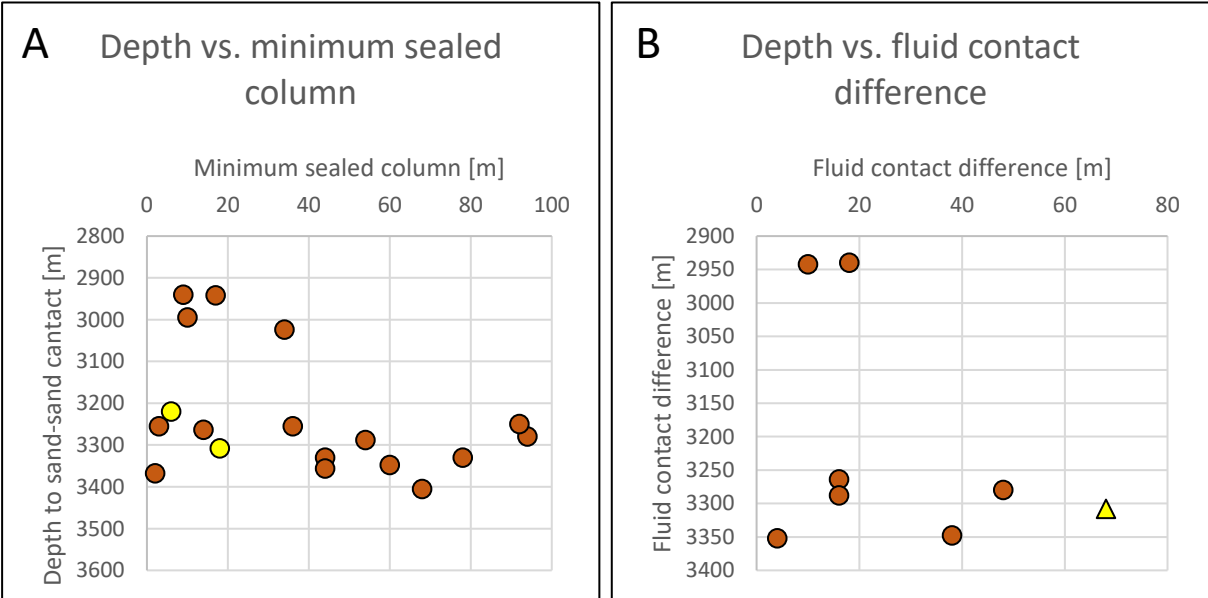 A
Depth vs. minimum sealed
column
Minimum sealed column [m]
0 20 40 60 80 100
Depth to sand-sand cantact [m]
2800
2900
3000
3100
3200
3300
3400
3500
3600
B
Depth vs. fluid contact
difference
Fluid contact difference [m]
0 20 40 60 80
Fluid contact difference [m]
2900
2950
3000
3050
3100
3150
3200
3250
3300
3350
3400